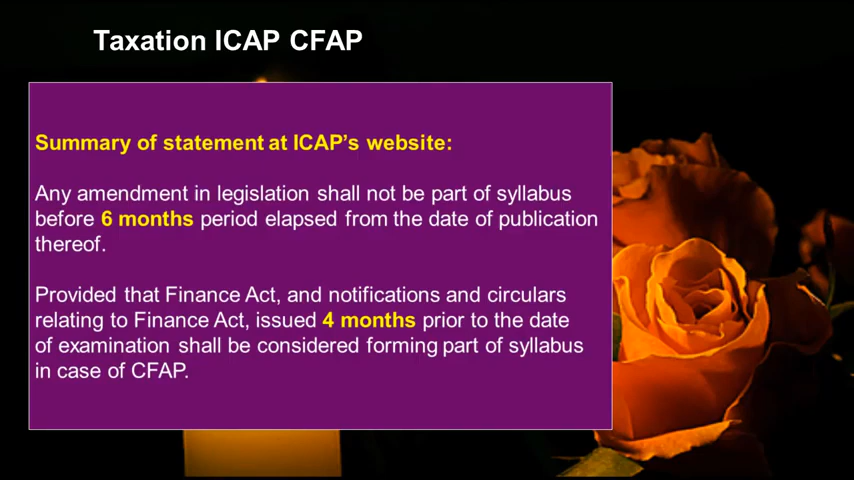 Taxation ICAP CFAP
Summary of statement at ICAP's website:
Any amendment in legislation shall not be part of syllabus
before 6 months period elapsed from the date of publication
thereof.
Provided that Finance Act, and notifications and circulars
relating to Finance Act, issued 4 months prior to the date
of examination shall be considered forming part of syllabus
in case of CFAP.